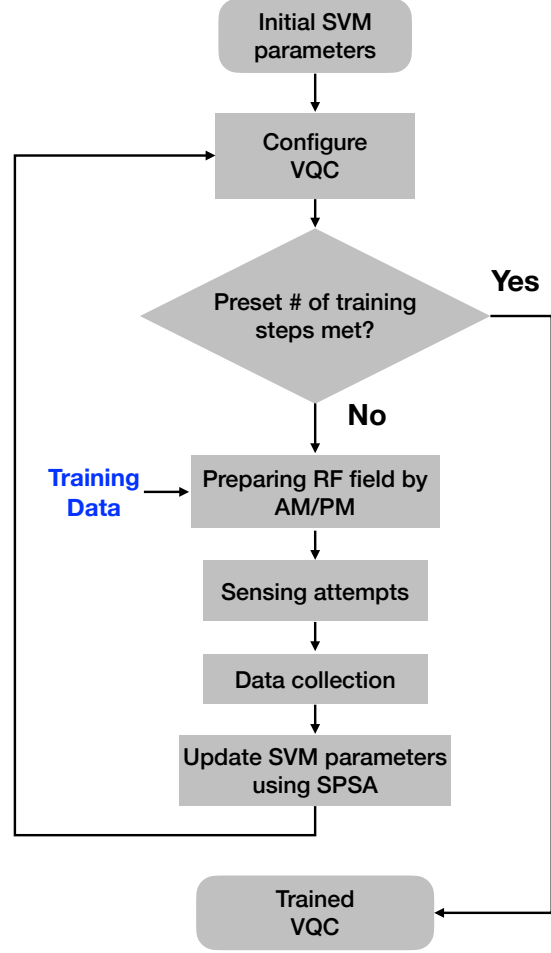 Initial SVM
parameters
Configure
VQC
Preset # of training
steps met?
Yes
No
Training
Data
Preparing RF field by
AM/PM
Sensing attempts
Data collection
Update SVM parameters
using SPSA
Trained
VQC